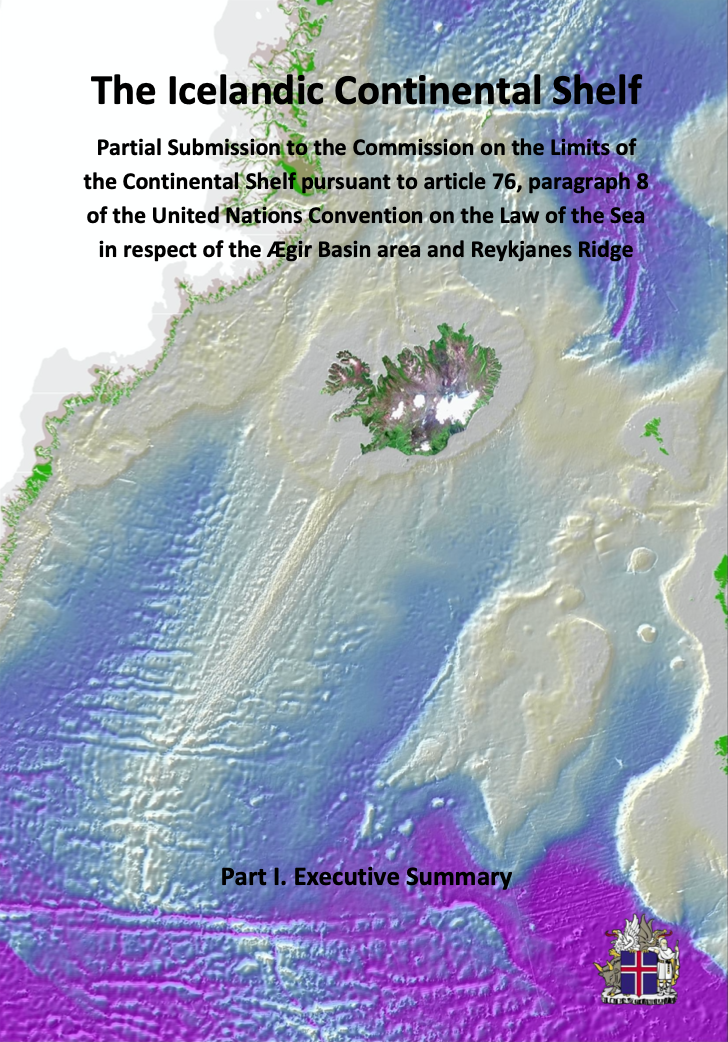 The Icelandic Continental Shelf
Partial Submission to the Commission on the Limits of
the Continental Shelf pursuant to article 76, paragraph 8
of the United Nations Convention on the Law of the Sea
in respect of the Ægir Basin area and Reykjanes Ridge
Part I. Executive Summary